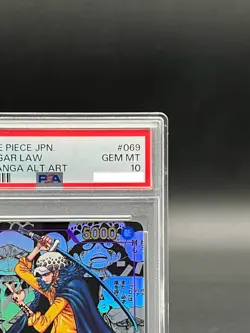 E PIECE JPN. #069
GAR LAW GEM MT
ANGA ALT ART 10
PSA
6000